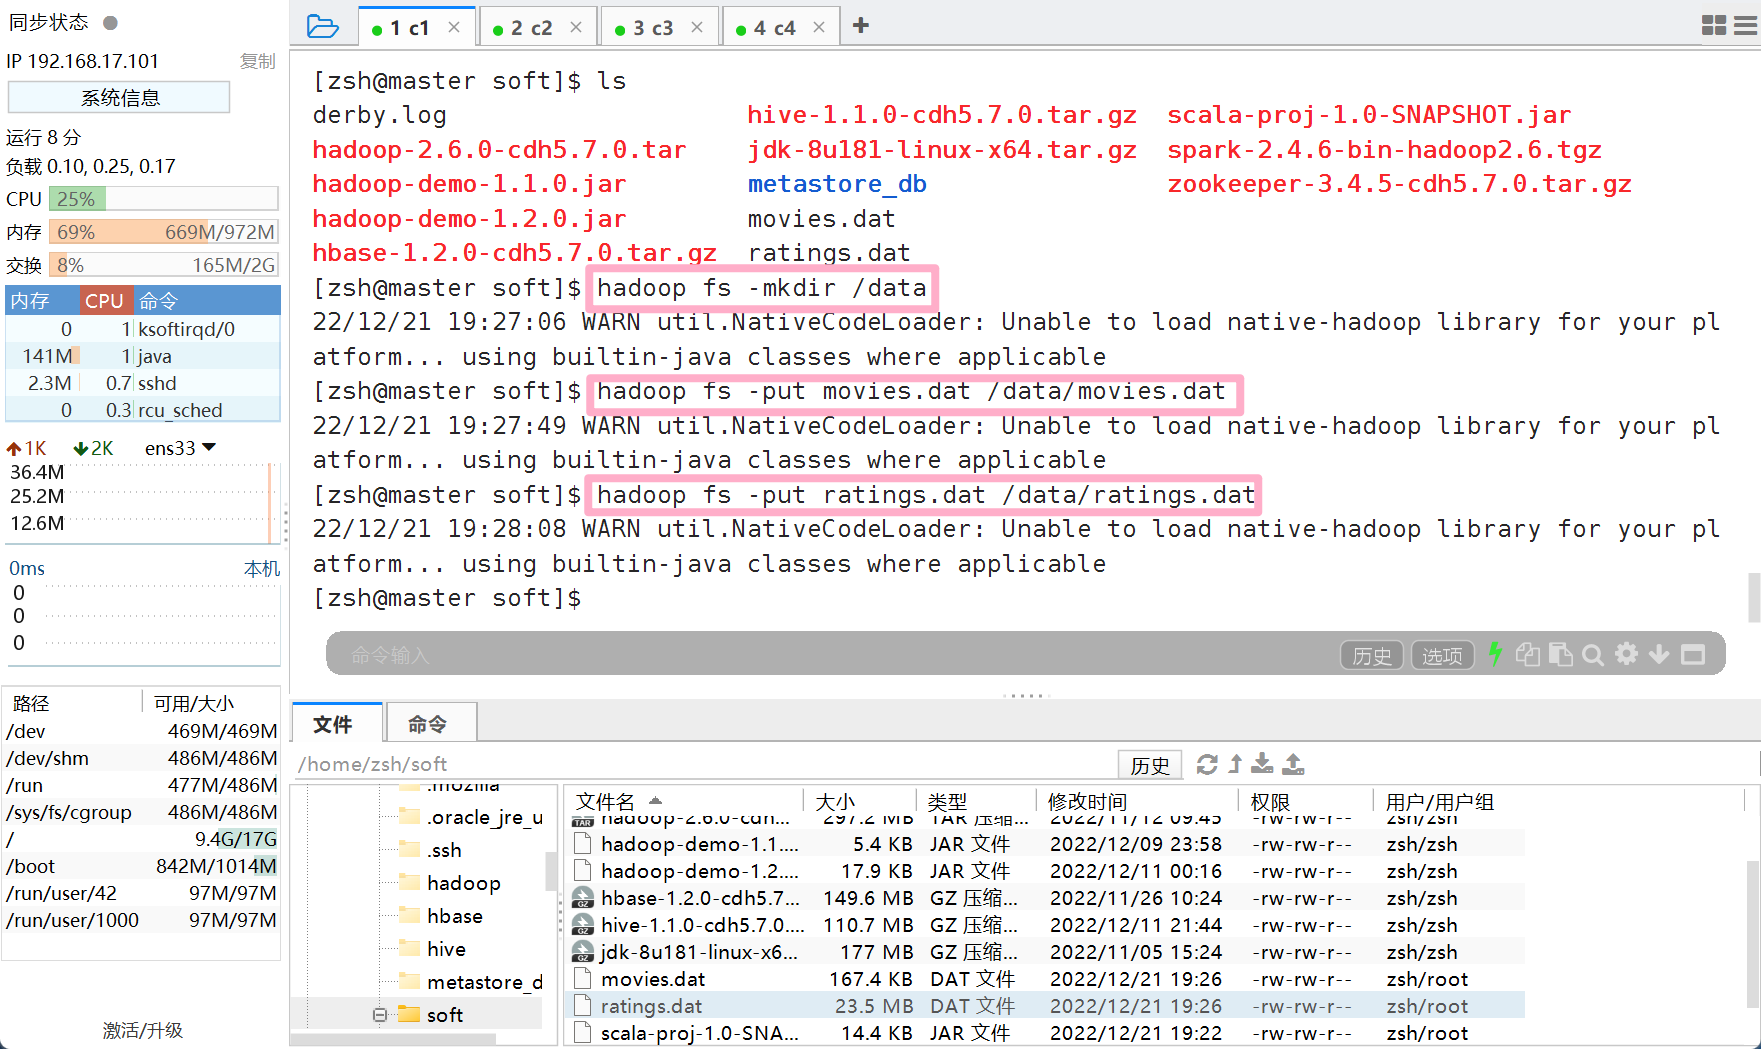 同步状态
IP 192.168.17.101 复制
系统信息
运行 8 分
负载 0.10, 0.25, 0.17
CPU 25%
内存 69% 669M/972M
交换 8% 165M/2G
内存 CPU 命令
0 1 ksoftirqd/0
141M 1 java
2.3M 0.7 sshd
0 0.3 rcu_sched
1K 2K ens33
36.4M
25.2M
12.6M
0ms 本机
0
0
0
路径 可用/大小
/dev 469M/469M
/dev/shm 486M/486M
/run 477M/486M
/sys/fs/cgroup 486M/486M
/ 9.4G/17G
/boot 842M/1014M
/run/user/42 97M/97M
/run/user/1000 97M/97M
激活/升级
1 c1 2 c2 3 c3 4 c4
[zsh@master soft]$ ls
derby.log hive-1.1.0-cdh5.7.0.tar.gz scala-proj-1.0-SNAPSHOT.jar
hadoop-2.6.0-cdh5.7.0.tar jdk-8u181-linux-x64.tar.gz spark-2.4.6-bin-hadoop2.6.tgz
hadoop-demo-1.1.0.jar metastore_db zookeeper-3.4.5-cdh5.7.0.tar.gz
hadoop-demo-1.2.0.jar movies.dat
hbase-1.2.0-cdh5.7.0.tar.gz ratings.dat
[zsh@master soft]$ hadoop fs -mkdir /data
22/12/21 19:27:06 WARN util.NativeCodeLoader: Unable to load native-hadoop library for your pl
atform... using builtin-java classes where applicable
[zsh@master soft]$ hadoop fs -put movies.dat /data/movies.dat
22/12/21 19:27:49 WARN util.NativeCodeLoader: Unable to load native-hadoop library for your pl
atform... using builtin-java classes where applicable
[zsh@master soft]$ hadoop fs -put ratings.dat /data/ratings.dat
22/12/21 19:28:08 WARN util.NativeCodeLoader: Unable to load native-hadoop library for your pl
atform... using builtin-java classes where applicable
[zsh@master soft]$
命令输入 历史 选项
文件 命令
/home/zsh/soft 历史
.mozilla
.oracle_jre_u
.ssh
hadoop
hbase
hive
metastore_d
soft
文件名 大小 类型 修改时间 权限 用户/用户组
hadoop-2.6.0-cdh... 297.2 MB TAR 压缩... 2022/11/12 09:45 -rw-rw-r-- zsh/zsh
hadoop-demo-1.1.... 5.4 KB JAR 文件 2022/12/09 23:58 -rw-rw-r-- zsh/zsh
hadoop-demo-1.2.... 17.9 KB JAR 文件 2022/12/11 00:16 -rw-rw-r-- zsh/zsh
hbase-1.2.0-cdh5.7... 149.6 MB GZ 压缩... 2022/11/26 10:24 -rw-rw-r-- zsh/zsh
hive-1.1.0-cdh5.7.0.... 110.7 MB GZ 压缩... 2022/12/11 21:44 -rw-rw-r-- zsh/zsh
jdk-8u181-linux-x6... 177 MB GZ 压缩... 2022/11/05 15:24 -rw-rw-r-- zsh/zsh
movies.dat 167.4 KB DAT 文件 2022/12/21 19:26 -rw-rw-r-- zsh/root
ratings.dat 23.5 MB DAT 文件 2022/12/21 19:26 -rw-rw-r-- zsh/root
scala-proj-1.0-SNA... 14.4 KB JAR 文件 2022/12/21 19:22 -rw-rw-r-- zsh/root